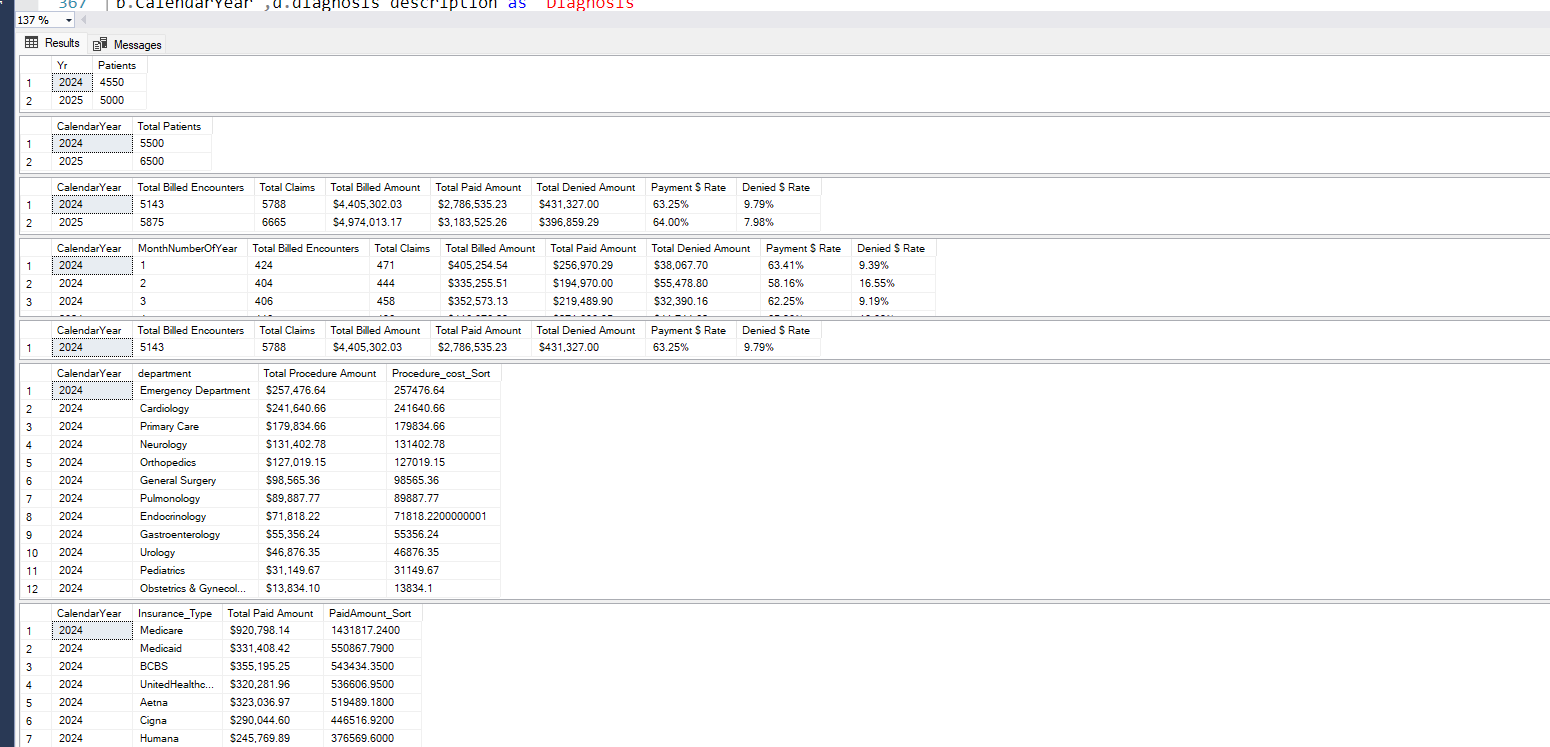 367 b.CalendarYear ,d.diagnosis description as 'Diagnosis'
137 %
Results Messages
Yr Patients
1 2024 4550
2 2025 5000
CalendarYear Total Patients
1 2024 5500
2 2025 6500
CalendarYear Total Billed Encounters Total Claims Total Billed Amount Total Paid Amount Total Denied Amount Payment $ Rate Denied $ Rate
1 2024 5143 5788 $4,405,302.03 $2,786,535.23 $431,327.00 63.25% 9.79%
2 2025 5875 6665 $4,974,013.17 $3,183,525.26 $396,859.29 64.00% 7.98%
CalendarYear MonthNumberOfYear Total Billed Encounters Total Claims Total Billed Amount Total Paid Amount Total Denied Amount Payment $ Rate Denied $ Rate
1 2024 1 424 471 $405,254.54 $256,970.29 $38,067.70 63.41% 9.39%
2 2024 2 404 444 $335,255.51 $194,970.00 $55,478.80 58.16% 16.55%
3 2024 3 406 458 $352,573.13 $219,489.90 $32,390.16 62.25% 9.19%
CalendarYear Total Billed Encounters Total Claims Total Billed Amount Total Paid Amount Total Denied Amount Payment $ Rate Denied $ Rate
1 2024 5143 5788 $4,405,302.03 $2,786,535.23 $431,327.00 63.25% 9.79%
CalendarYear department Total Procedure Amount Procedure_cost_Sort
1 2024 Emergency Department $257,476.64 257476.64
2 2024 Cardiology $241,640.66 241640.66
3 2024 Primary Care $179,834.66 179834.66
4 2024 Neurology $131,402.78 131402.78
5 2024 Orthopedics $127,019.15 127019.15
6 2024 General Surgery $98,565.36 98565.36
7 2024 Pulmonology $89,887.77 89887.77
8 2024 Endocrinology $71,818.22 71818.2200000001
9 2024 Gastroenterology $55,356.24 55356.24
10 2024 Urology $46,876.35 46876.35
11 2024 Pediatrics $31,149.67 31149.67
12 2024 Obstetrics & Gynecol... $13,834.10 13834.1
CalendarYear Insurance_Type Total Paid Amount PaidAmount_Sort
1 2024 Medicare $920,798.14 1431817.2400
2 2024 Medicaid $331,408.42 550867.7900
3 2024 BCBS $355,195.25 543434.3500
4 2024 UnitedHealthc... $320,281.96 536606.9500
5 2024 Aetna $323,036.97 519489.1800
6 2024 Cigna $290,044.60 446516.9200
7 2024 Humana $245,769.89 376569.6000